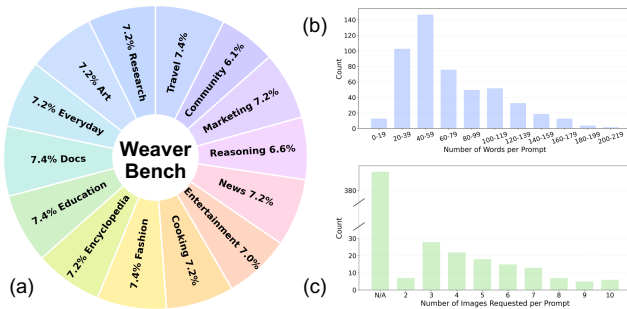 7.2% Research
Travel 7.4%
Community 6.1%
Marketing 7.2%
Reasoning 6.6%
News 7.2%
Entertainment 7.0%
Cooking 7.2%
7.4% Fashion
7.2% Encyclopedia
7.4% Education
7.4% Docs
7.2% Everyday
7.2% Art
Weaver
Bench
(a)
(b)
140
120
100
80
60
40
20
0
Count
0-19 20-39 40-59 60-79 80-99 100-119 120-139 140-159 160-179 180-199 200-219
Number of Words per Prompt
(c)
380
30
20
10
0
Count
N/A 2 3 4 5 6 7 8 9 10
Number of Images Requested per Prompt